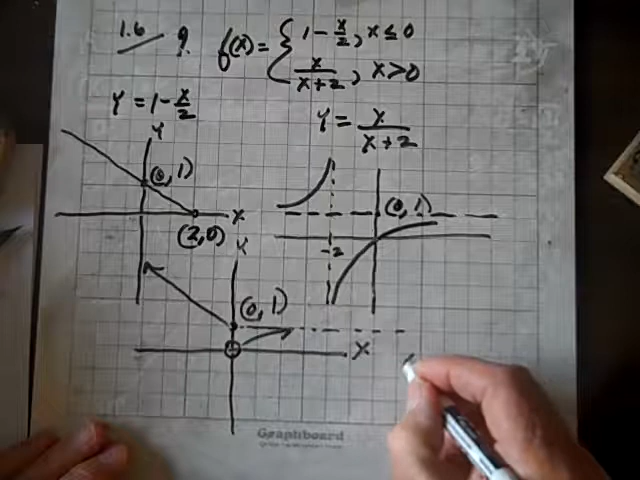 1.6 9. f(x) = { 1 - x/2, x ≤ 0
x/(x+2), x > 0
Y = 1 - x/2
Y = x/(x+2)
Y
(0, 1)
X
(2, 0)
(0, 1)
-2
Y
(0, 1)
X
Graphboard